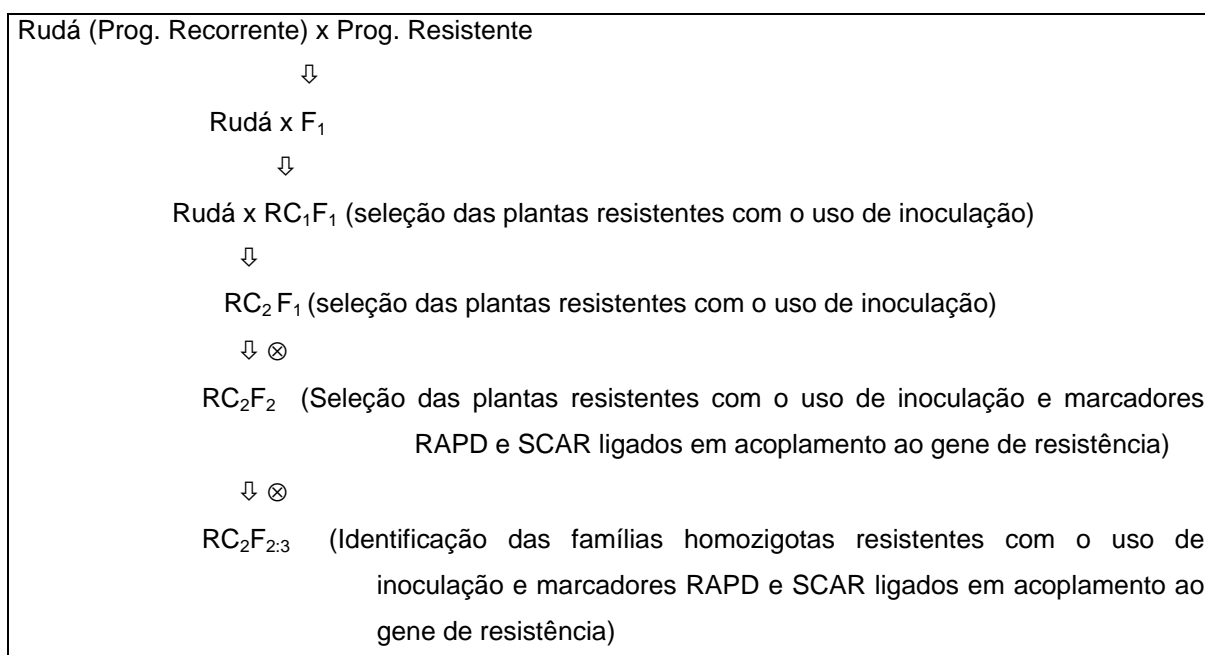 Rudá (Prog. Recorrente) x Prog. Resistente
⇩
Rudá x F₁
⇩
Rudá x RC₁F₁ (seleção das plantas resistentes com o uso de inoculação)
⇩
RC₂ F₁ (seleção das plantas resistentes com o uso de inoculação)
⇩ ⊗
RC₂F₂ (Seleção das plantas resistentes com o uso de inoculação e marcadores
RAPD e SCAR ligados em acoplamento ao gene de resistência)
⇩ ⊗
RC₂F₂:₃ (Identificação das famílias homozigotas resistentes com o uso de
inoculação e marcadores RAPD e SCAR ligados em acoplamento ao
gene de resistência)